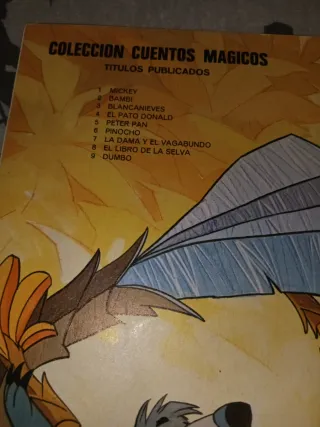 COLECCION CUENTOS MAGICOS
TITULOS PUBLICADOS
1 MICKEY
2 BAMBI
3 BLANCANIEVES
4 EL PATO DONALD
5 PETER PAN
6 PINOCHO
7 LA DAMA Y EL VAGABUNDO
8 EL LIBRO DE LA SELVA
9 DUMBO